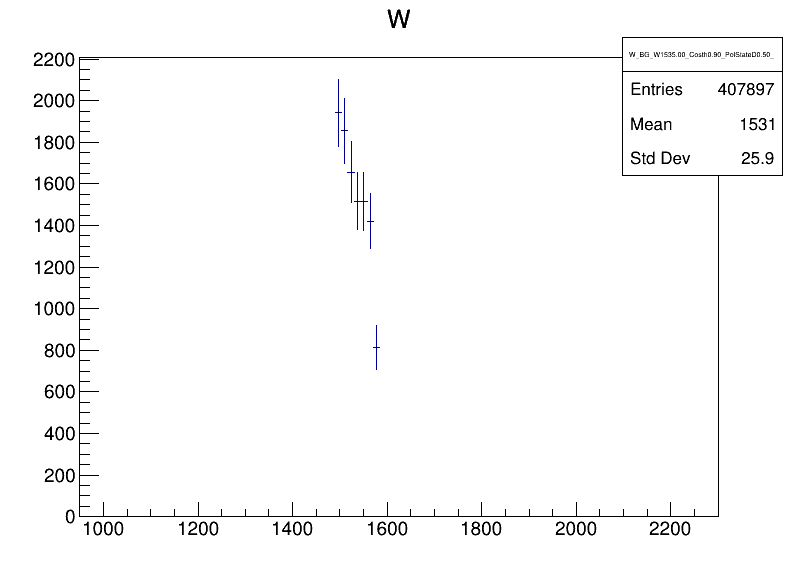 W
W_BG_W1535.00_Costh0.90_PolStateD0.50_
Entries 407897
Mean 1531
Std Dev 25.9
2200
2000
1800
1600
1400
1200
1000
800
600
400
200
0
1000 1200 1400 1600 1800 2000 2200